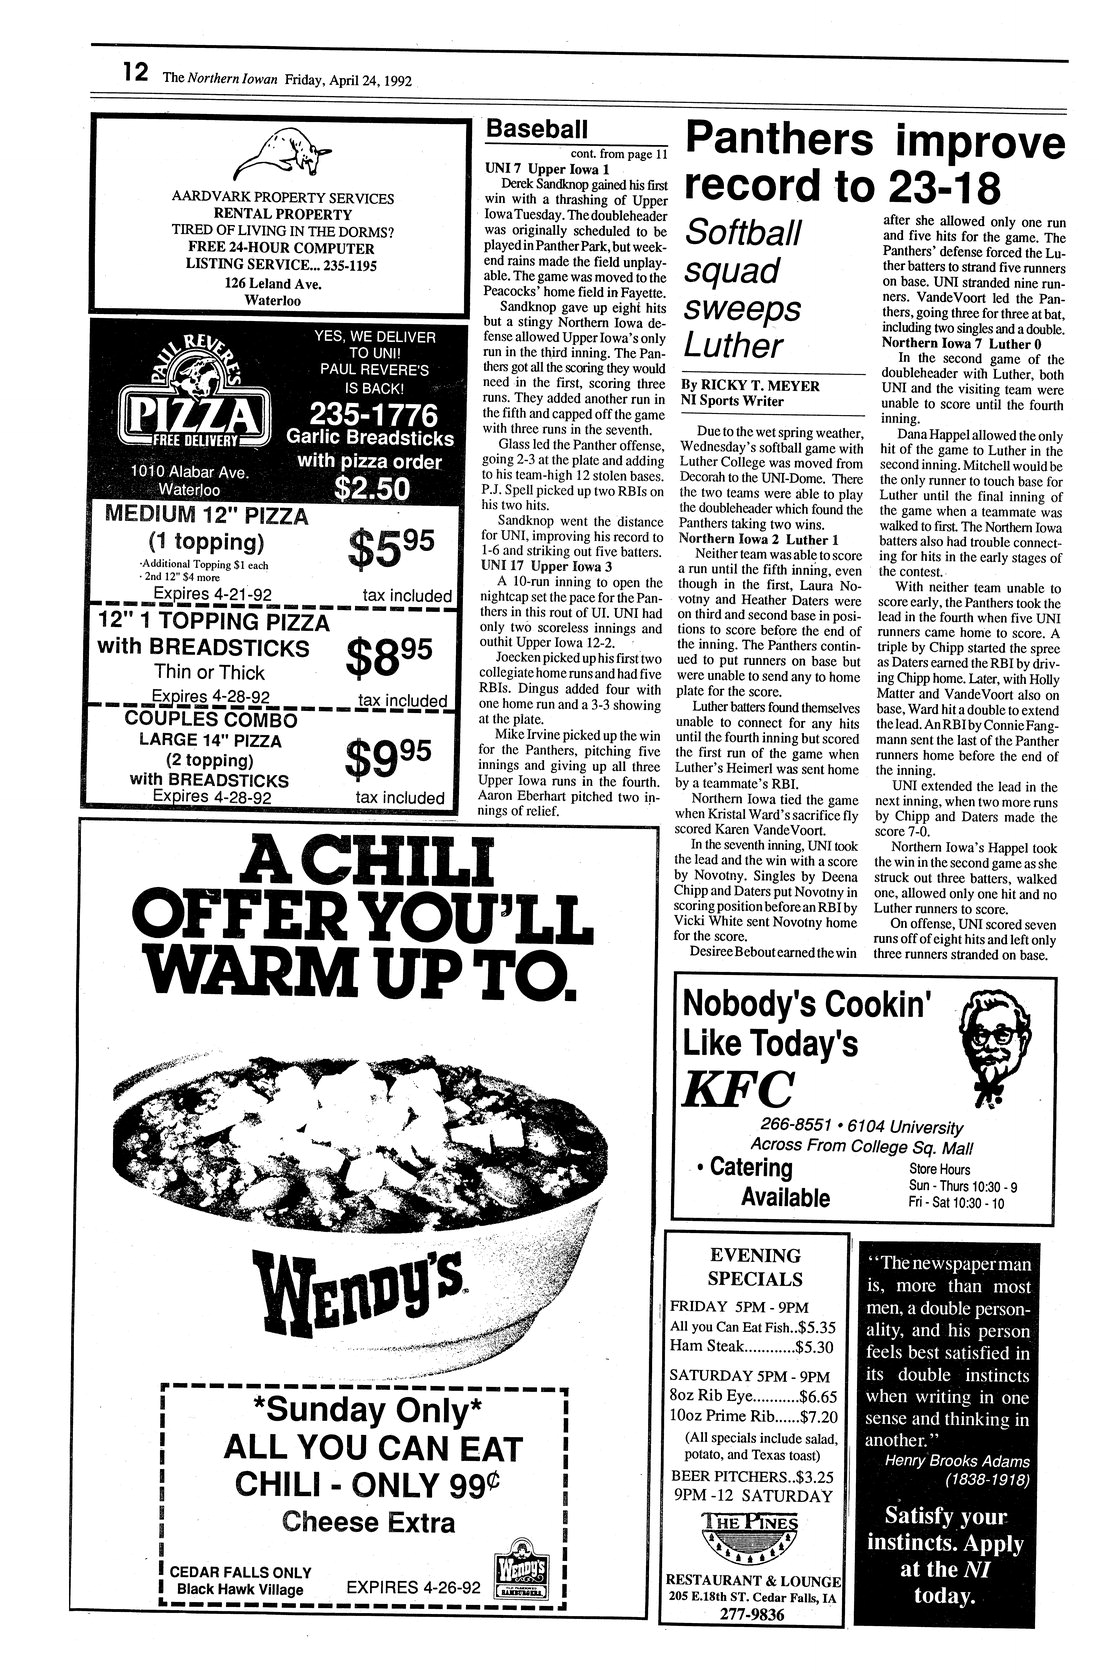 12 The Northern Iowan Friday, April 24, 1992
AARDVARK PROPERTY SERVICES
RENTAL PROPERTY
TIRED OF LIVING IN THE DORMS?
FREE 24-HOUR COMPUTER
LISTING SERVICE... 235-1195
126 Leland Ave.
Waterloo
PAUL REVERE'S
PIZZA
FREE DELIVERY
1010 Alabar Ave.
Waterloo
YES, WE DELIVER
TO UNI!
PAUL REVERE'S
IS BACK!
235-1776
Garlic Breadsticks
with pizza order
$2.50
MEDIUM 12" PIZZA
(1 topping)
·Additional Topping $1 each
· 2nd 12" $4 more
Expires 4-21-92
$5 95
tax included
12" 1 TOPPING PIZZA
with BREADSTICKS
Thin or Thick
Expires 4-28-92
$8 95
tax included
COUPLES COMBO
LARGE 14" PIZZA
(2 topping)
with BREADSTICKS
Expires 4-28-92
$9 95
tax included
Baseball
cont. from page 11
UNI 7 Upper Iowa 1
Derek Sandknop gained his first
win with a thrashing of Upper
Iowa Tuesday. The doubleheader
was originally scheduled to be
played in Panther Park, but week-
end rains made the field unplay-
able. The game was moved to the
Peacocks' home field in Fayette.
Sandknop gave up eight hits
but a stingy Northern Iowa de-
fense allowed Upper Iowa's only
run in the third inning. The Pan-
thers got all the scoring they would
need in the first, scoring three
runs. They added another run in
the fifth and capped off the game
with three runs in the seventh.
Glass led the Panther offense,
going 2-3 at the plate and adding
to his team-high 12 stolen bases.
P.J. Spell picked up two RBIs on
his two hits.
Sandknop went the distance
for UNI, improving his record to
1-6 and striking out five batters.
UNI 17 Upper Iowa 3
A 10-run inning to open the
nightcap set the pace for the Pan-
thers in this rout of UI. UNI had
only two scoreless innings and
outhit Upper Iowa 12-2.
Joecken picked up his first two
collegiate home runs and had five
RBIs. Dingus added four with
one home run and a 3-3 showing
at the plate.
Mike Irvine picked up the win
for the Panthers, pitching five
innings and giving up all three
Upper Iowa runs in the fourth.
Aaron Eberhart pitched two in-
nings of relief.
Panthers improve
record to 23-18
Softball
squad
sweeps
Luther
By RICKY T. MEYER
NI Sports Writer
Due to the wet spring weather,
Wednesday's softball game with
Luther College was moved from
Decorah to the UNI-Dome. There
the two teams were able to play
the doubleheader which found the
Panthers taking two wins.
Northern Iowa 2 Luther 1
Neither team was able to score
a run until the fifth inning, even
though in the first, Laura No-
votny and Heather Daters were
on third and second base in posi-
tions to score before the end of
the inning. The Panthers contin-
ued to put runners on base but
were unable to send any to home
plate for the score.
Luther batters found themselves
unable to connect for any hits
until the fourth inning but scored
the first run of the game when
Luther's Heimerl was sent home
by a teammate's RBI.
Northern Iowa tied the game
when Kristal Ward's sacrifice fly
scored Karen VandeVoort.
In the seventh inning, UNI took
the lead and the win with a score
by Novotny. Singles by Deena
Chipp and Daters put Novotny in
scoring position before an RBI by
Vicki White sent Novotny home
for the score.
Desiree Bebout earned the win
after she allowed only one run
and five hits for the game. The
Panthers' defense forced the Lu-
ther batters to strand five runners
on base. UNI stranded nine run-
ners. VandeVoort led the Pan-
thers, going three for three at bat,
including two singles and a double.
Northern Iowa 7 Luther 0
In the second game of the
doubleheader with Luther, both
UNI and the visiting team were
unable to score until the fourth
inning.
Dana Happel allowed the only
hit of the game to Luther in the
second inning. Mitchell would be
the only runner to touch base for
Luther until the final inning of
the game when a teammate was
walked to first. The Northern Iowa
batters also had trouble connect-
ing for hits in the early stages of
the contest.
With neither team unable to
score early, the Panthers took the
lead in the fourth when five UNI
runners came home to score. A
triple by Chipp started the spree
as Daters earned the RBI by driv-
ing Chipp home. Later, with Holly
Matter and VandeVoort also on
base, Ward hit a double to extend
the lead. An RBI by Connie Fang-
mann sent the last of the Panther
runners home before the end of
the inning.
UNI extended the lead in the
next inning, when two more runs
by Chipp and Daters made the
score 7-0.
Northern Iowa's Happel took
the win in the second game as she
struck out three batters, walked
one, allowed only one hit and no
Luther runners to score.
On offense, UNI scored seven
runs off of eight hits and left only
three runners stranded on base.
A CHILI
OFFER YOU'LL
WARM UP TO.
WENDY'S
*Sunday Only*
ALL YOU CAN EAT
CHILI - ONLY 99¢
Cheese Extra
CEDAR FALLS ONLY
Black Hawk Village
EXPIRES 4-26-92
Wendy's
OLD FASHIONED
HAMBURGERS
Nobody's Cookin'
Like Today's
KFC
266-8551 • 6104 University
Across From College Sq. Mall
• Catering
Available
Store Hours
Sun - Thurs 10:30 - 9
Fri - Sat 10:30 - 10
EVENING
SPECIALS
FRIDAY 5PM - 9PM
All you Can Eat Fish..$5.35
Ham Steak............$5.30
SATURDAY 5PM - 9PM
8oz Rib Eye...........$6.65
10oz Prime Rib......$7.20
(All specials include salad,
potato, and Texas toast)
BEER PITCHERS..$3.25
9PM -12 SATURDAY
THE PINES
RESTAURANT & LOUNGE
205 E.18th ST. Cedar Falls, IA
277-9836
"The newspaper man
is, more than most
men, a double person-
ality, and his person
feels best satisfied in
its double instincts
when writing in one
sense and thinking in
another."
Henry Brooks Adams
(1838-1918)
Satisfy your
instincts. Apply
at the NI
today.